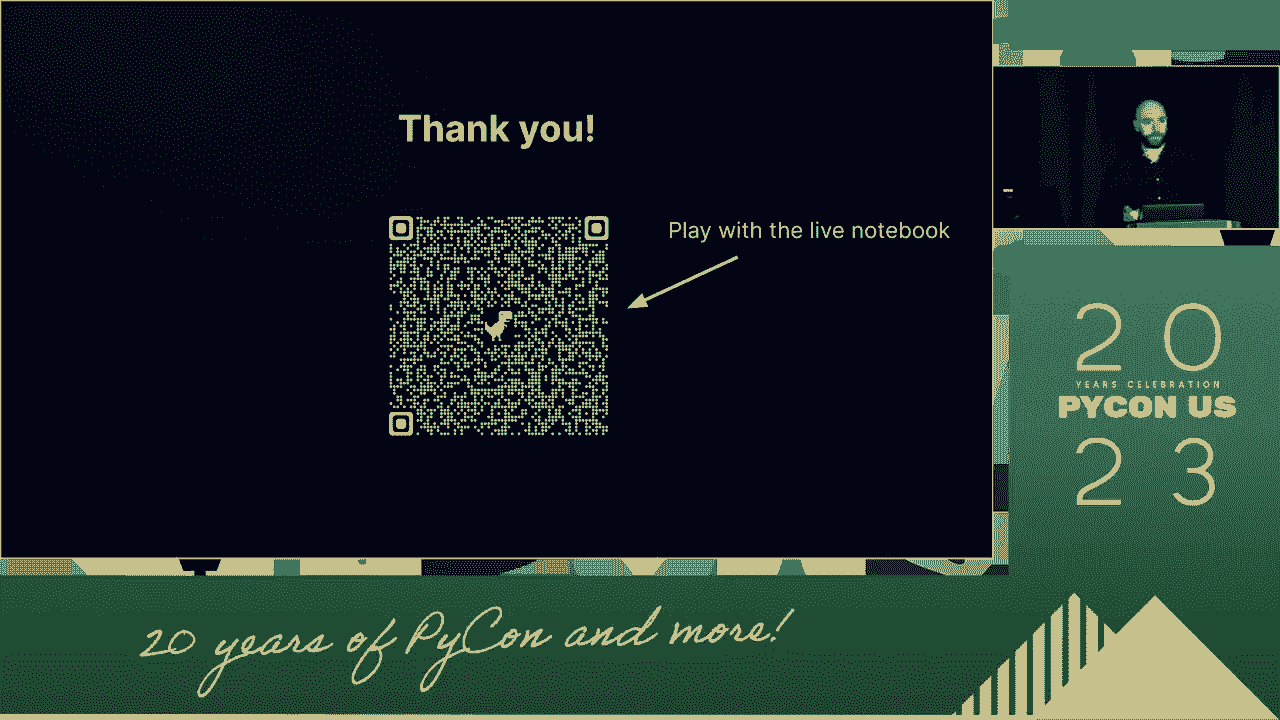 Thank you!
Play with the live notebook
20
YEARS CELEBRATION
PYCON US
23
20 years of PyCon and more!